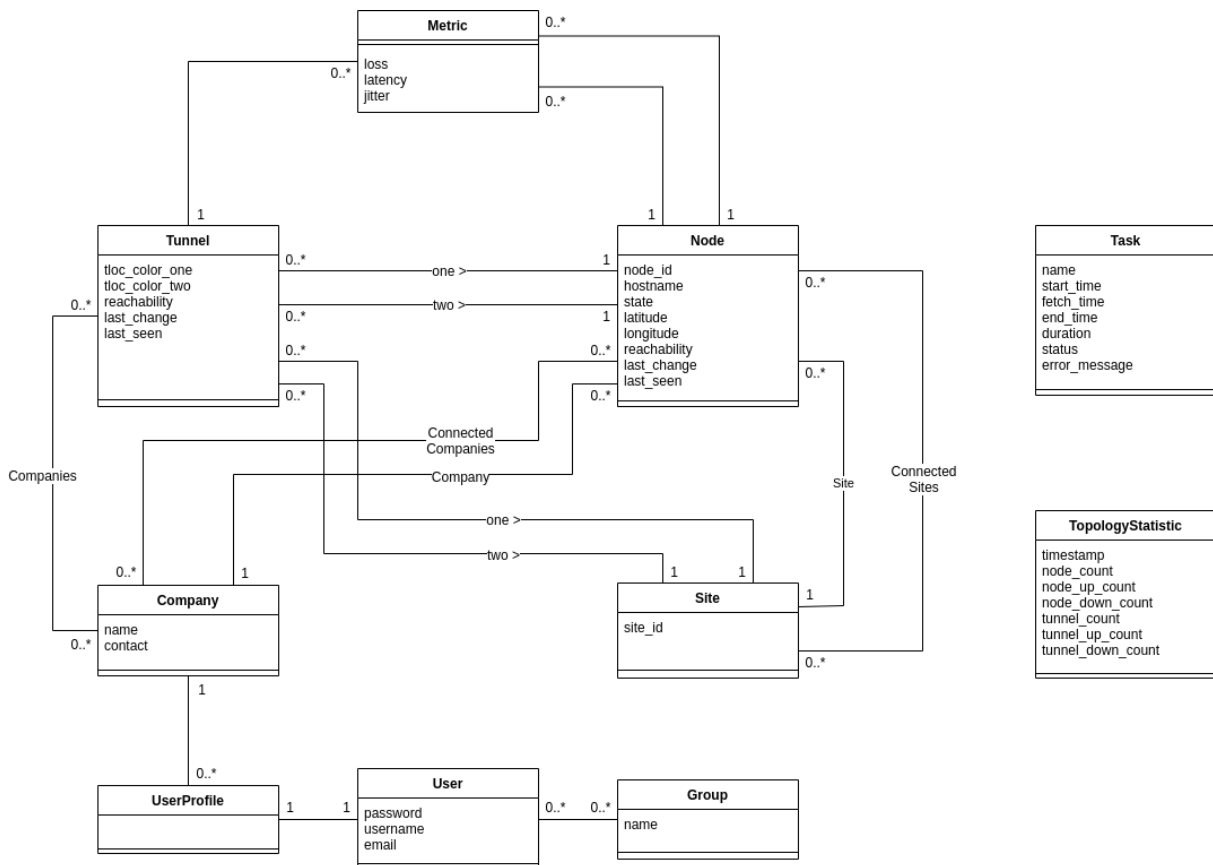 Metric
loss
latency
jitter
0..*
0..*
0..*
1
1
1
Tunnel
tloc_color_one
tloc_color_two
reachability
last_change
last_seen
Node
node_id
hostname
state
latitude
longitude
reachability
last_change
last_seen
Task
name
start_time
fetch_time
end_time
duration
status
error_message
0..*
one >
1
0..*
two >
1
0..*
0..*
0..*
0..*
0..*
0..*
0..*
Connected
Companies
Company
Companies
Site
Connected
Sites
one >
two >
0..*
1
1
1
1
0..*
0..*
Company
name
contact
Site
site_id
TopologyStatistic
timestamp
node_count
node_up_count
node_down_count
tunnel_count
tunnel_up_count
tunnel_down_count
1
0..*
UserProfile
1
1
User
password
username
email
0..*
0..*
Group
name